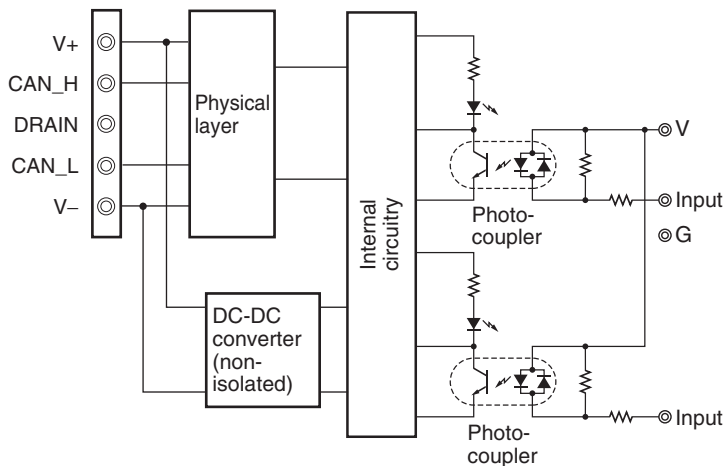 V+
CAN_H
DRAIN
CAN_L
V−
Physical
layer
DC-DC
converter
(non-
isolated)
Internal
circuitry
Photo-
coupler
V
Input
G
Photo-
coupler
Input